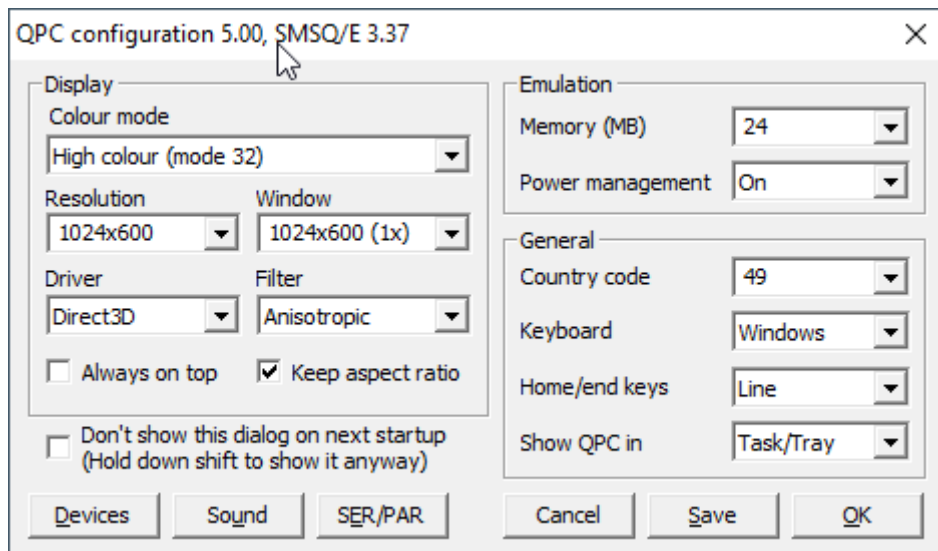 QPC configuration 5.00, SMSQ/E 3.37
Display
Colour mode
High colour (mode 32)
Resolution
Window
1024x600
1024x600 (1x)
Driver
Filter
Direct3D
Anisotropic
Always on top
Keep aspect ratio
Don't show this dialog on next startup
(Hold down shift to show it anyway)
Emulation
Memory (MB)
24
Power management
On
General
Country code
49
Keyboard
Windows
Home/end keys
Line
Show QPC in
Task/Tray
Devices
Sound
SER/PAR
Cancel
Save
OK